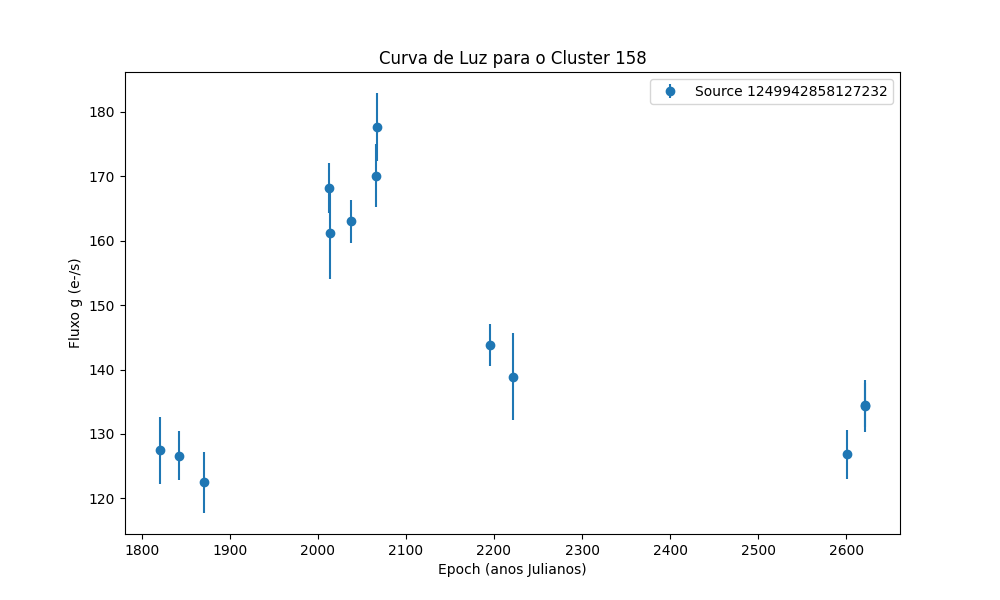 Curva de Luz para o Cluster 158
Source 1249942858127232
Fluxo g (e-/s)
180
170
160
150
140
130
120
1800 1900 2000 2100 2200 2300 2400 2500 2600
Epoch (anos Julianos)